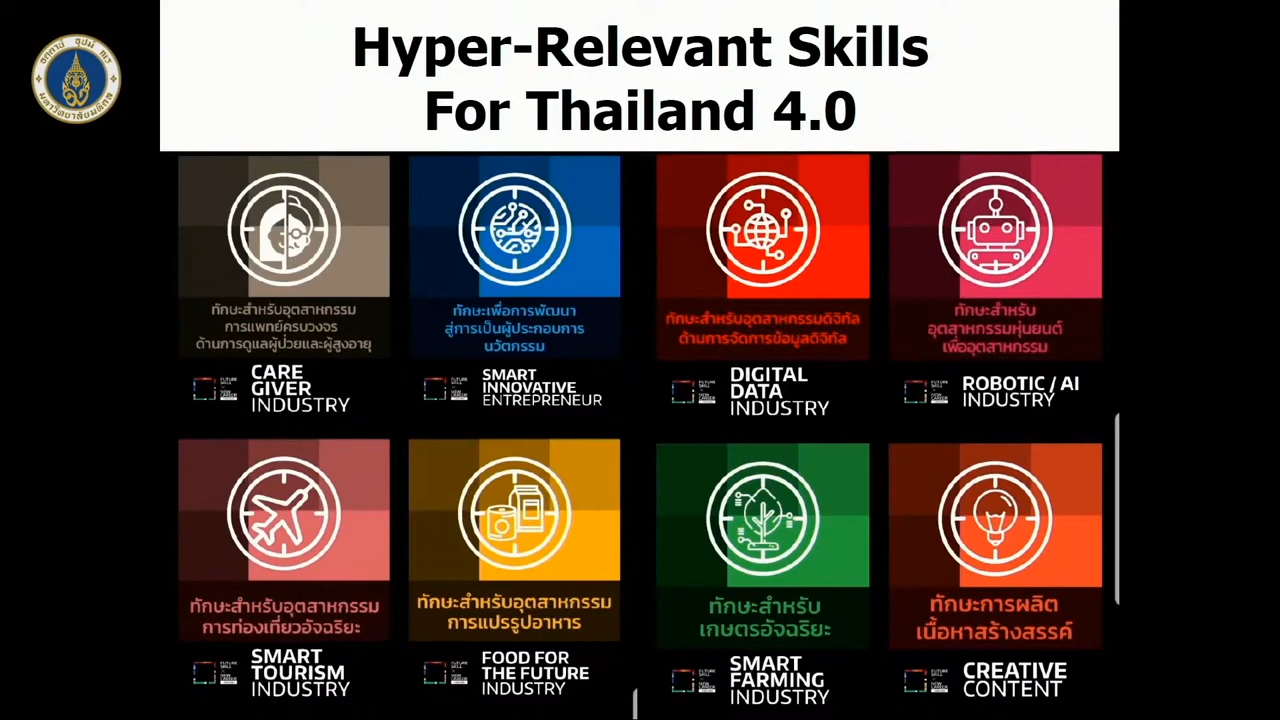 Hyper-Relevant Skills
For Thailand 4.0
ทักษะสำหรับอุตสาหกรรม
การแพทย์ครบวงจร
ด้านการดูแลผู้ป่วยและผู้สูงอายุ
CARE
GIVER
INDUSTRY
ทักษะเพื่อการพัฒนา
สู่การเป็นผู้ประกอบการ
นวัตกรรม
SMART
INNOVATIVE
ENTREPRENEUR
ทักษะสำหรับอุตสาหกรรมดิจิทัล
ด้านการจัดการข้อมูลดิจิทัล
DIGITAL
DATA
INDUSTRY
ทักษะสำหรับ
อุตสาหกรรมหุ่นยนต์
เพื่ออุตสาหกรรม
ROBOTIC / AI
INDUSTRY
ทักษะสำหรับอุตสาหกรรม
การท่องเที่ยวอัจฉริยะ
SMART
TOURISM
INDUSTRY
ทักษะสำหรับอุตสาหกรรม
การแปรรูปอาหาร
FOOD FOR
THE FUTURE
INDUSTRY
ทักษะสำหรับ
เกษตรอัจฉริยะ
SMART
FARMING
INDUSTRY
ทักษะการผลิต
เนื้อหาสร้างสรรค์
CREATIVE
CONTENT